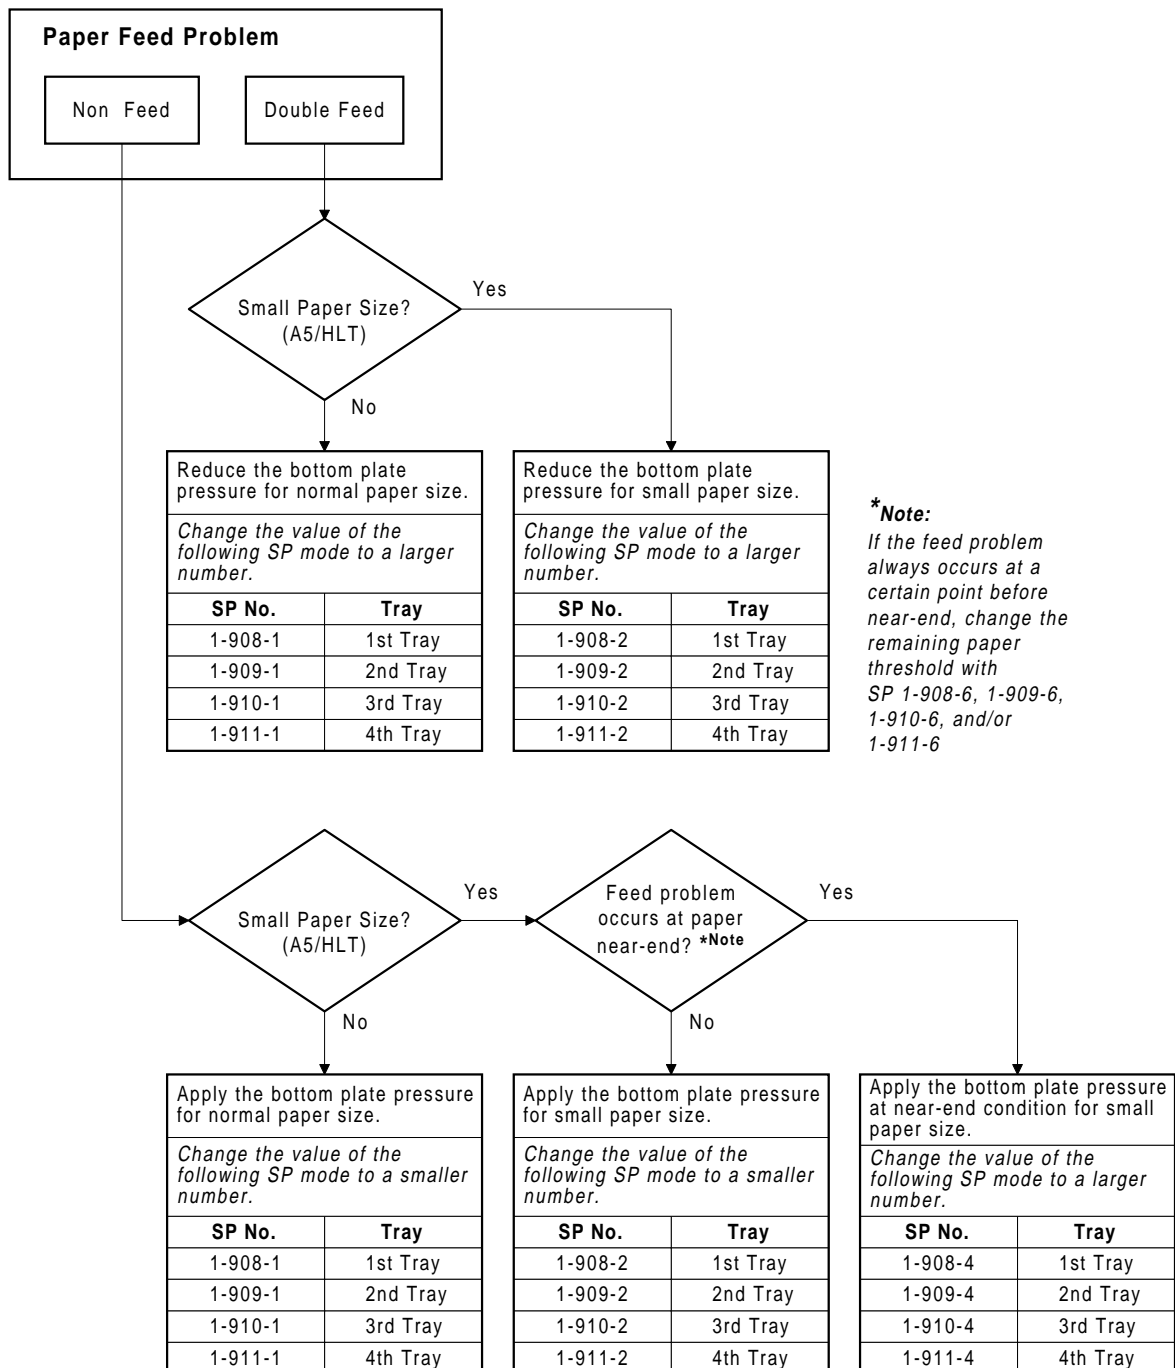 Paper Feed Problem
Non Feed
Double Feed
Small Paper Size?
(A5/HLT)
Yes
No
Reduce the bottom plate
pressure for normal paper size.
Change the value of the
following SP mode to a larger
number.
SP No. Tray
1-908-1 1st Tray
1-909-1 2nd Tray
1-910-1 3rd Tray
1-911-1 4th Tray
Reduce the bottom plate
pressure for small paper size.
Change the value of the
following SP mode to a larger
number.
SP No. Tray
1-908-2 1st Tray
1-909-2 2nd Tray
1-910-2 3rd Tray
1-911-2 4th Tray
*Note:
If the feed problem
always occurs at a
certain point before
near-end, change the
remaining paper
threshold with
SP 1-908-6, 1-909-6,
1-910-6, and/or
1-911-6
Small Paper Size?
(A5/HLT)
Yes
No
Feed problem
occurs at paper
near-end? *Note
Yes
No
Apply the bottom plate pressure
for normal paper size.
Change the value of the
following SP mode to a smaller
number.
SP No. Tray
1-908-1 1st Tray
1-909-1 2nd Tray
1-910-1 3rd Tray
1-911-1 4th Tray
Apply the bottom plate pressure
for small paper size.
Change the value of the
following SP mode to a smaller
number.
SP No. Tray
1-908-2 1st Tray
1-909-2 2nd Tray
1-910-2 3rd Tray
1-911-2 4th Tray
Apply the bottom plate pressure
at near-end condition for small
paper size.
Change the value of the
following SP mode to a larger
number.
SP No. Tray
1-908-4 1st Tray
1-909-4 2nd Tray
1-910-4 3rd Tray
1-911-4 4th Tray